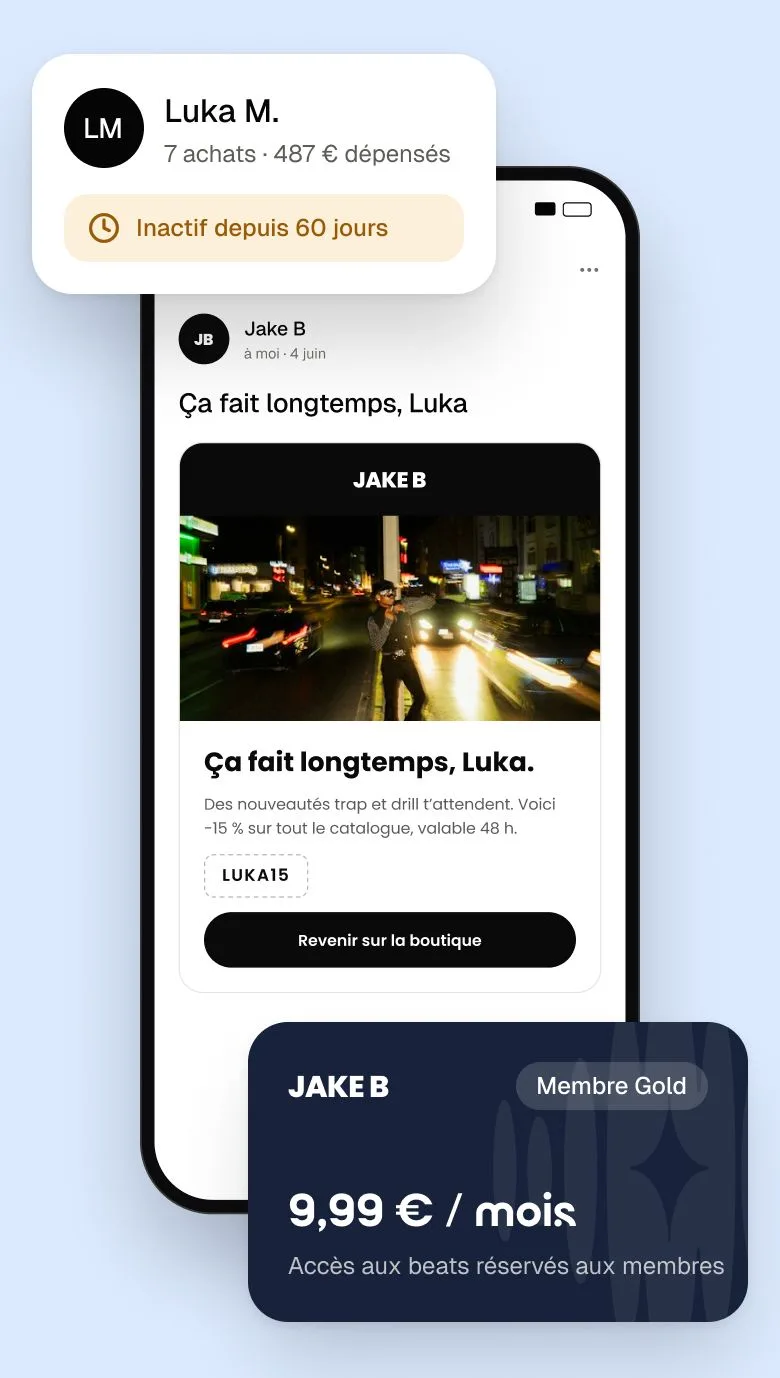 LM
Luka M.
7 achats · 487 € dépensés
Inactif depuis 60 jours
JB
Jake B
à moi · 4 juin
Ça fait longtemps, Luka
JAKE B
Ça fait longtemps, Luka.
Des nouveautés trap et drill t’attendent. Voici
-15 % sur tout le catalogue, valable 48 h.
LUKA15
Revenir sur la boutique
JAKE B
Membre Gold
9,99 € / mois
Accès aux beats réservés aux membres